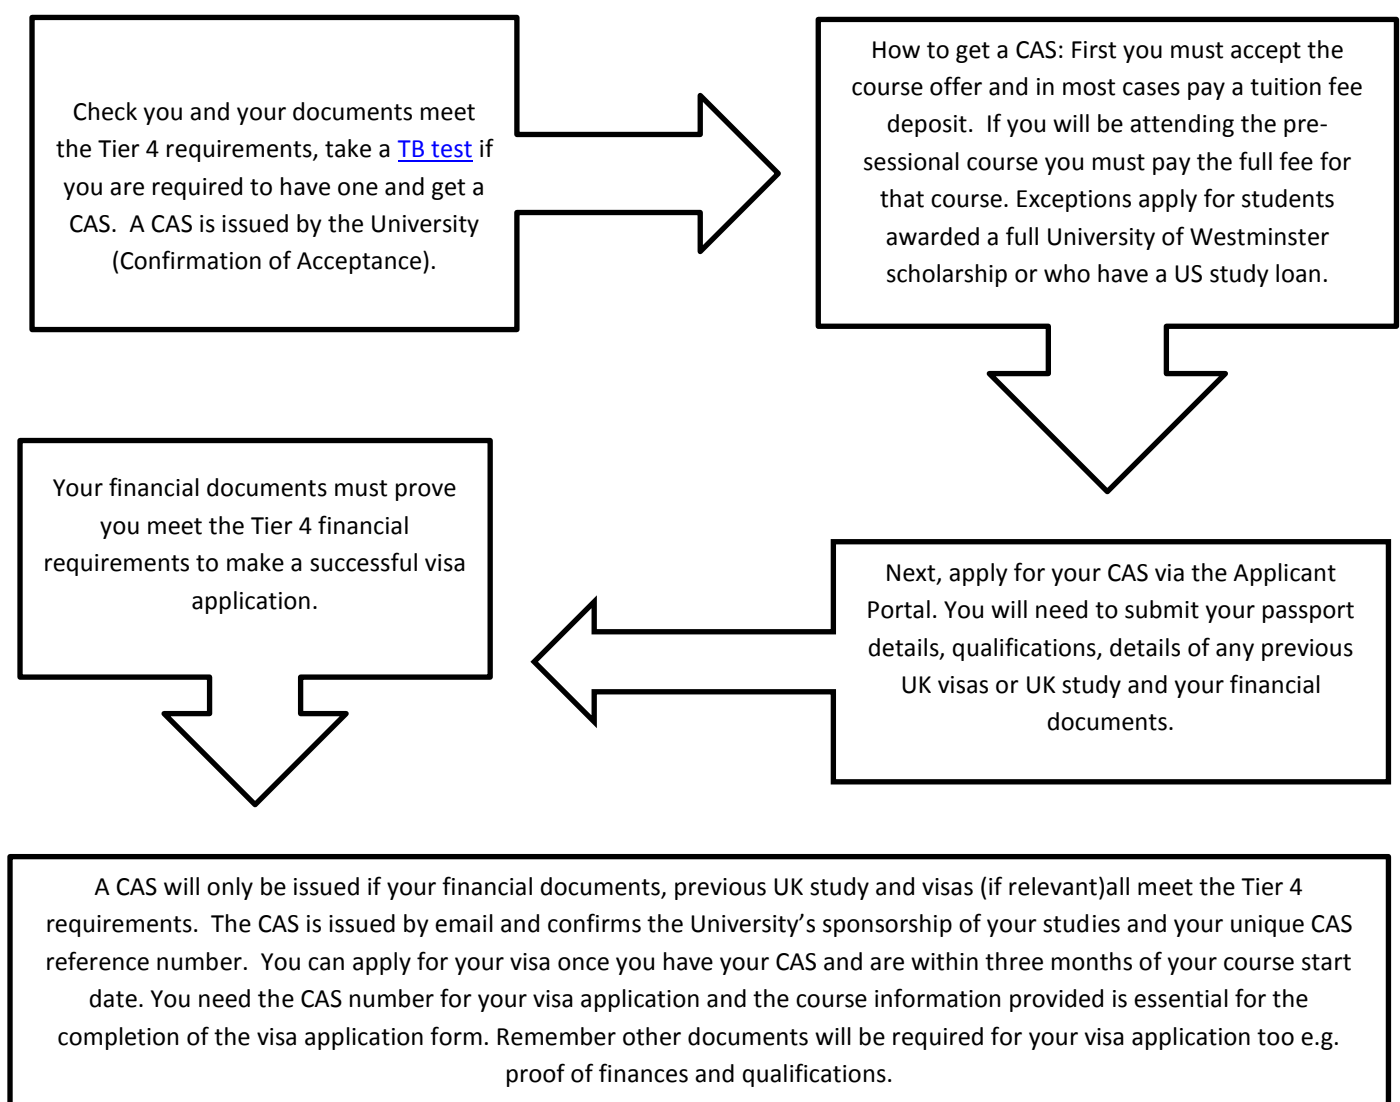 Check you and your documents meet
the Tier 4 requirements, take a TB test if
you are required to have one and get a
CAS.  A CAS is issued by the University
(Confirmation of Acceptance).
How to get a CAS: First you must accept the
course offer and in most cases pay a tuition fee
deposit.  If you will be attending the pre-
sessional course you must pay the full fee for
that course. Exceptions apply for students
awarded a full University of Westminster
scholarship or who have a US study loan.
Next, apply for your CAS via the Applicant
Portal. You will need to submit your passport
details, qualifications, details of any previous
UK visas or UK study and your financial
documents.
Your financial documents must prove
you meet the Tier 4 financial
requirements to make a successful visa
application.
A CAS will only be issued if your financial documents, previous UK study and visas (if relevant)all meet the Tier 4
requirements.  The CAS is issued by email and confirms the University's sponsorship of your studies and your unique CAS
reference number.  You can apply for your visa once you have your CAS and are within three months of your course start
date. You need the CAS number for your visa application and the course information provided is essential for the
completion of the visa application form. Remember other documents will be required for your visa application too e.g.
proof of finances and qualifications.